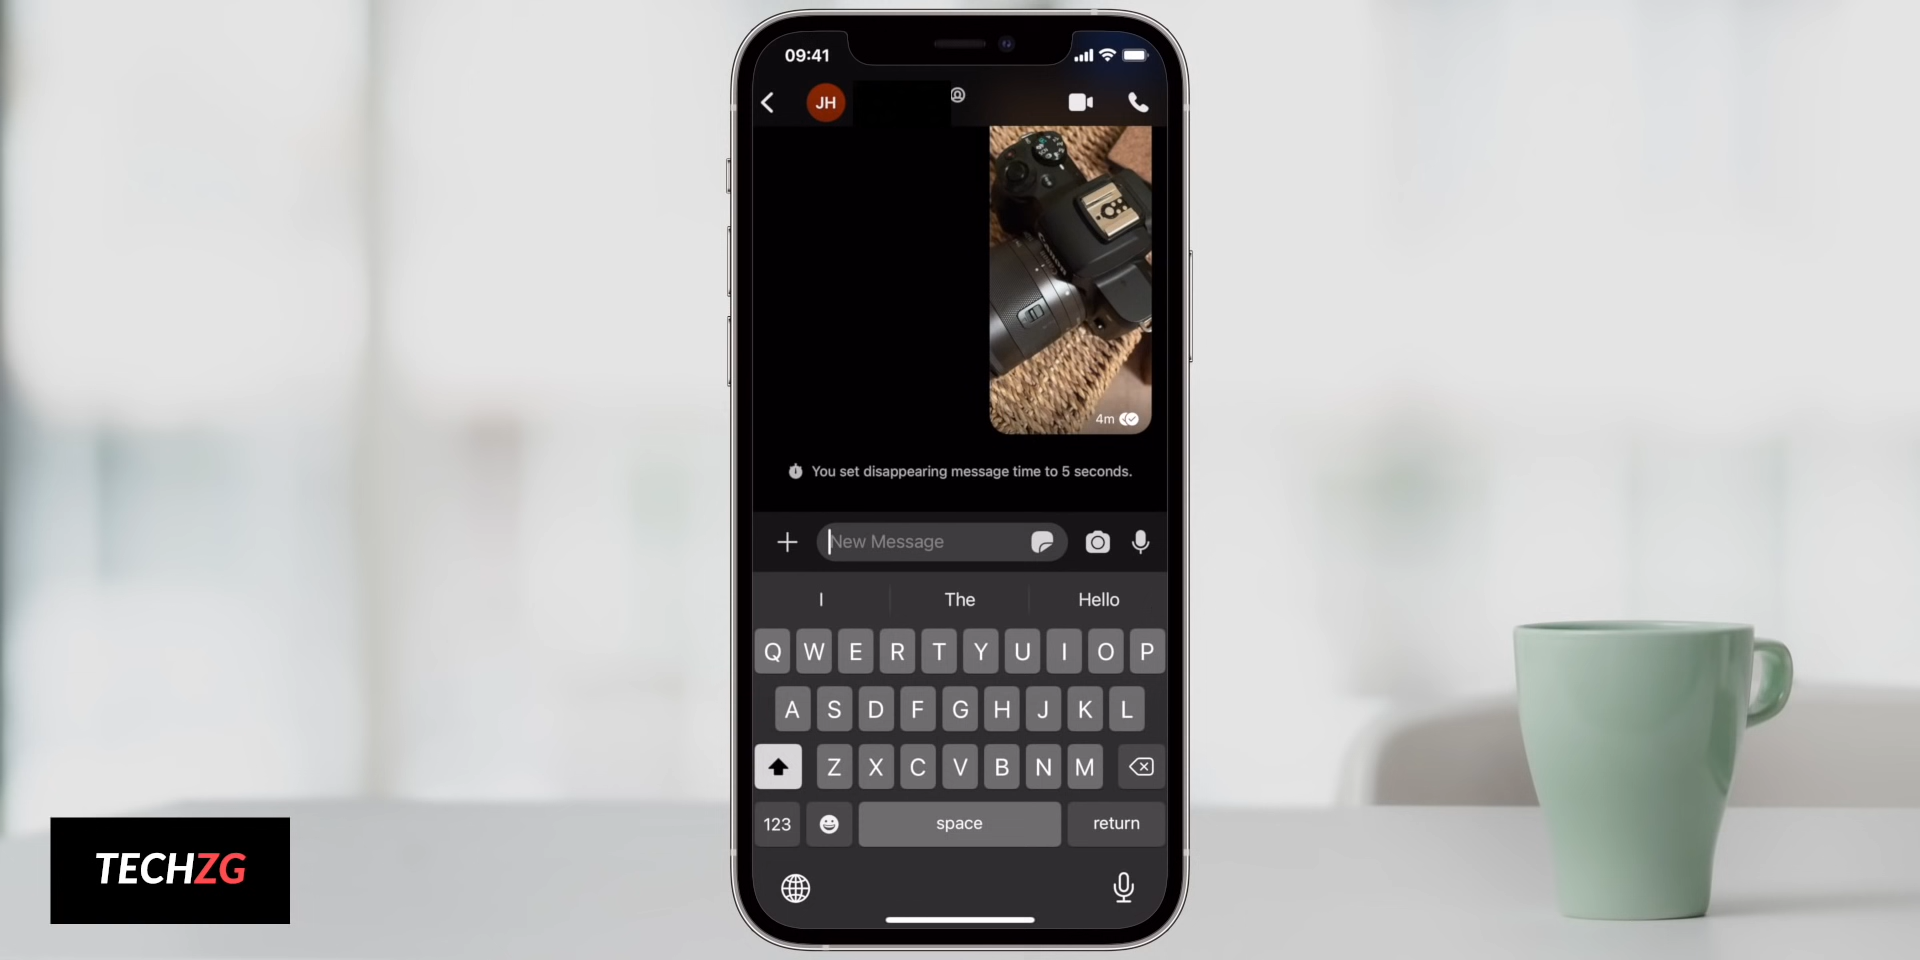 09:41
JH
Canon
4m
You set disappearing message time to 5 seconds.
New Message
I The Hello
Q W E R T Y U I O P
A S D F G H J K L
Z X C V B N M
123 space return
TECHZG